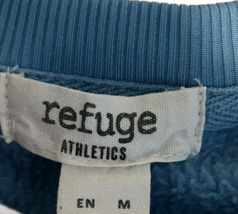 refuge
ATHLETICS
EN M